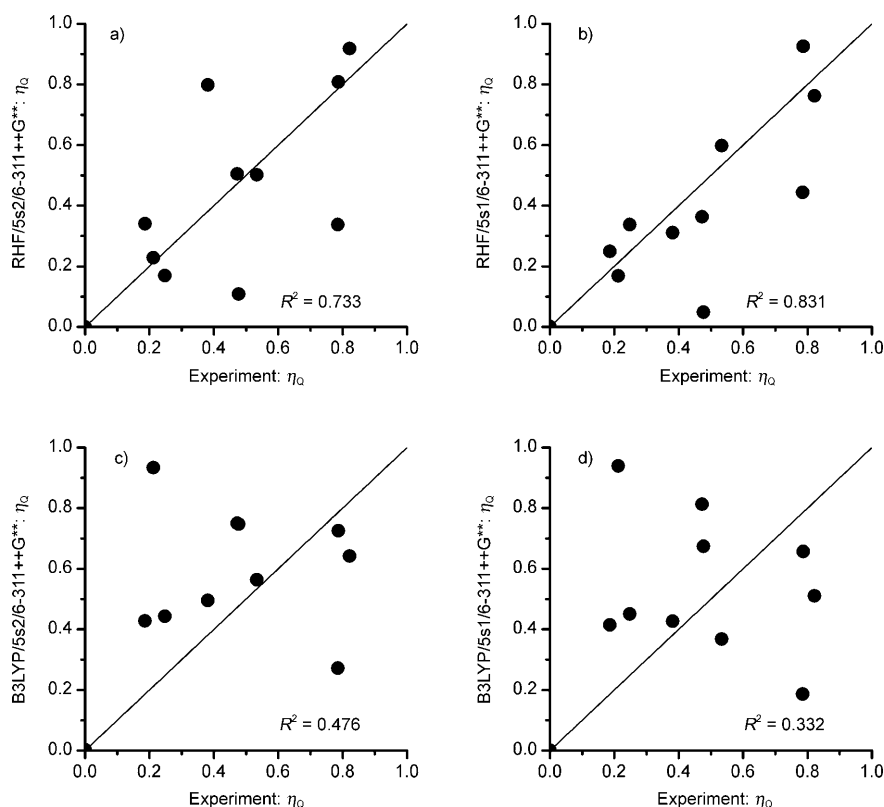 a)
1.0
0.8
0.6
0.4
0.2
0.0
RHF/5s2/6-311++G**: ηQ
R² = 0.733
0.0 0.2 0.4 0.6 0.8 1.0
Experiment: ηQ
b)
1.0
0.8
0.6
0.4
0.2
0.0
RHF/5s1/6-311++G**: ηQ
R² = 0.831
0.0 0.2 0.4 0.6 0.8 1.0
Experiment: ηQ
c)
1.0
0.8
0.6
0.4
0.2
0.0
B3LYP/5s2/6-311++G**: ηQ
R² = 0.476
0.0 0.2 0.4 0.6 0.8 1.0
Experiment: ηQ
d)
1.0
0.8
0.6
0.4
0.2
0.0
B3LYP/5s1/6-311++G**: ηQ
R² = 0.332
0.0 0.2 0.4 0.6 0.8 1.0
Experiment: ηQ